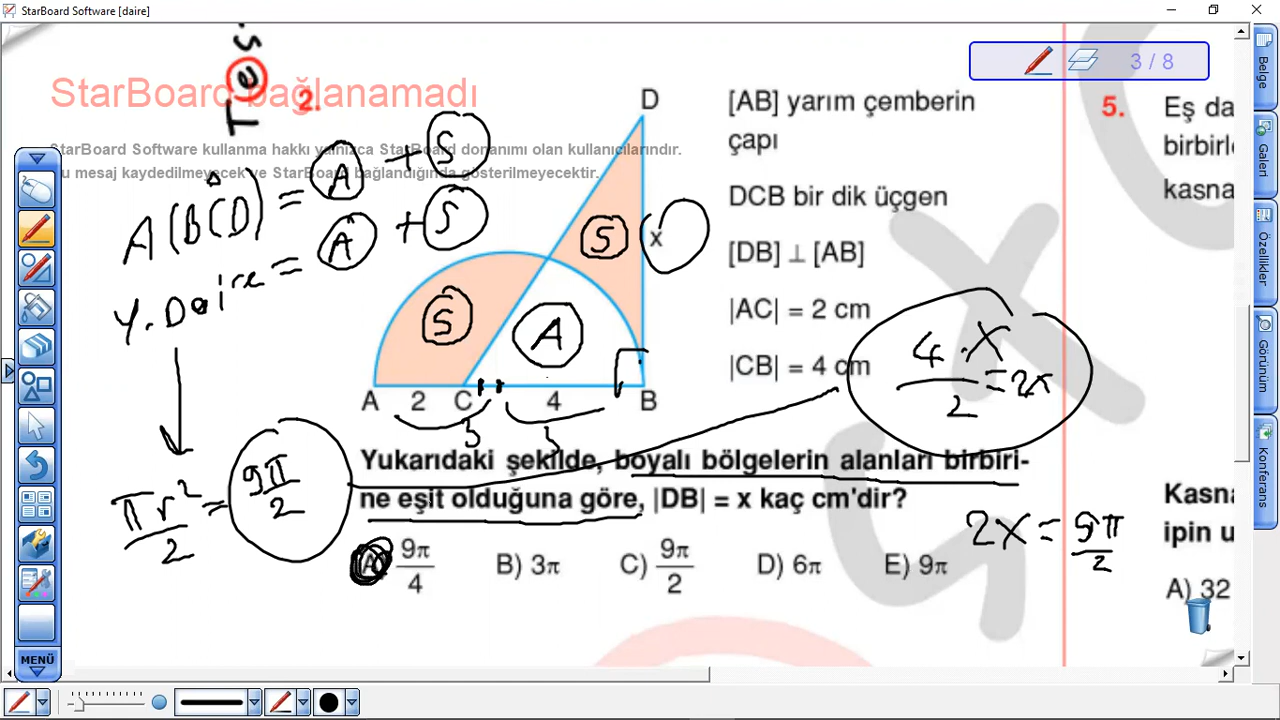 StarBoard Software [daire]
Tes
StarBoard bağlanamadı
StarBoard Software kullanma hakkı yalnızca StarBoard donanımı olan kullanıcılarındır.
u mesaj kaydedilmeyecek ve StarBoard bağlandığında gösterilmeyecektir.
3 / 8
2.
A(BCD) = A + S
Y. Daire = A + S
πr²/2 = 9π/2
D
S
x
S
A
A 2 C 4 B
3 3
[AB] yarım çemberin
çapı
DCB bir dik üçgen
[DB] ⊥ [AB]
|AC| = 2 cm
|CB| = 4 cm
4.x/2 = 2x
Yukarıdaki şekilde, boyalı bölgelerin alanları birbiri-
ne eşit olduğuna göre, |DB| = x kaç cm'dir?
2x = 9π/2
A) 9π/4 B) 3π C) 9π/2 D) 6π E) 9π
5. Eş da
birbirle
kasna
Kasna
ipin u
A) 32
Belge
Galeri
Özellikler
Görünüm
Konferans
MENÜ